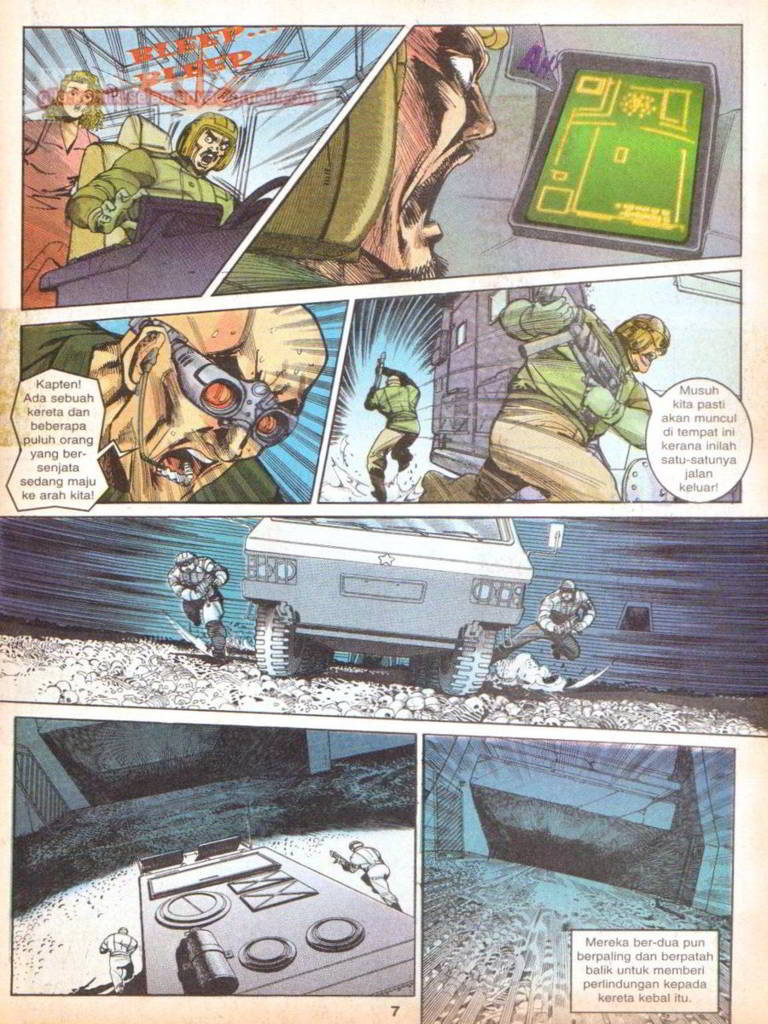 BLEEP...
BLEEP...
AH
Kapten!
Ada sebuah
kereta dan
beberapa
puluh orang
yang ber-
senjata
sedang maju
ke arah kita!
Musuh
kita pasti
akan muncul
di tempat ini
kerana inilah
satu-satunya
jalan
keluar!
Mereka ber-dua pun
berpaling dan berpatah
balik untuk memberi
perlindungan kepada
kereta kebal itu.
7